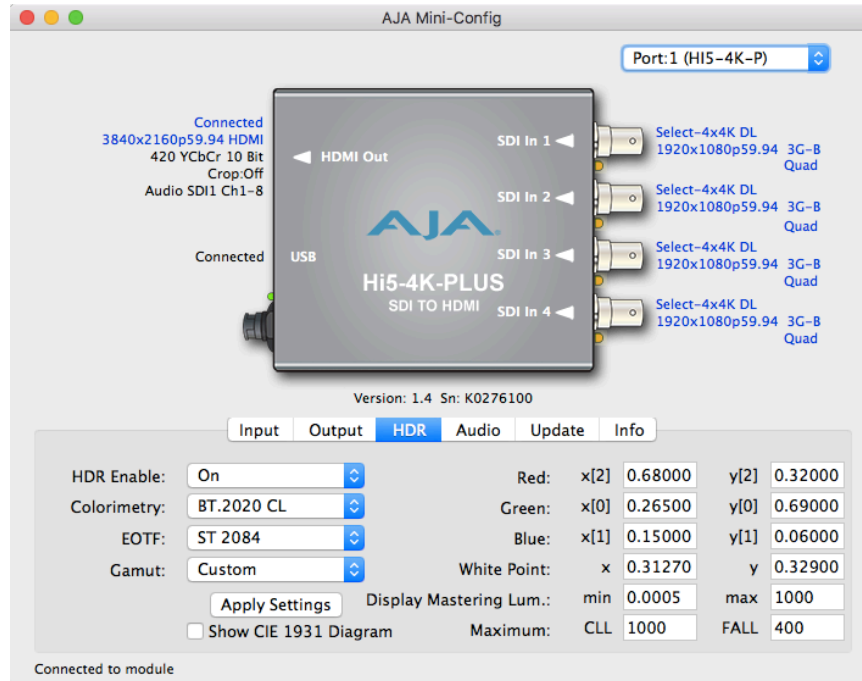 AJA Mini-Config
Port:1 (HI5-4K-P)
Connected
3840x2160p59.94 HDMI
420 YCbCr 10 Bit
Crop:Off
Audio SDI1 Ch1-8
Connected
HDMI Out
USB
SDI In 1
SDI In 2
SDI In 3
SDI In 4
AJA
Hi5-4K-PLUS
SDI TO HDMI
Select-4x4K DL
1920x1080p59.94 3G-B
Quad
Select-4x4K DL
1920x1080p59.94 3G-B
Quad
Select-4x4K DL
1920x1080p59.94 3G-B
Quad
Select-4x4K DL
1920x1080p59.94 3G-B
Quad
Version: 1.4 Sn: K0276100
Input Output HDR Audio Update Info
HDR Enable: On Red: x[2] 0.68000 y[2] 0.32000
Colorimetry: BT.2020 CL Green: x[0] 0.26500 y[0] 0.69000
EOTF: ST 2084 Blue: x[1] 0.15000 y[1] 0.06000
Gamut: Custom White Point: x 0.31270 y 0.32900
Apply Settings Display Mastering Lum.: min 0.0005 max 1000
Show CIE 1931 Diagram Maximum: CLL 1000 FALL 400
Connected to module